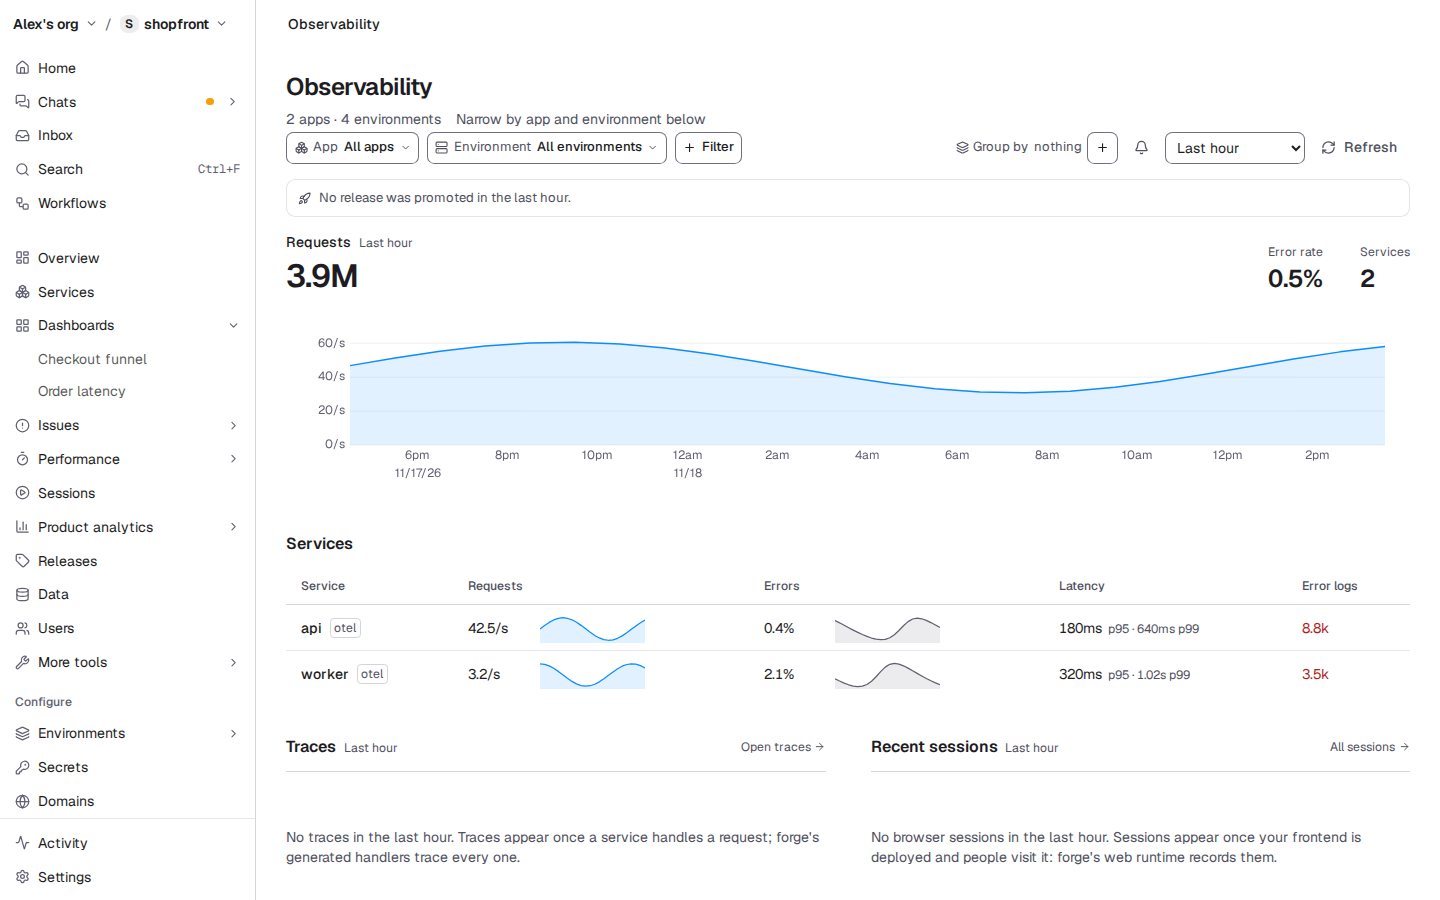 Alex's org / S shopfront
Home
Chats
Inbox
Search Ctrl+F
Workflows
Overview
Services
Dashboards
Checkout funnel
Order latency
Issues
Performance
Sessions
Product analytics
Releases
Data
Users
More tools
Configure
Environments
Secrets
Domains
Activity
Settings
Observability
Observability
2 apps · 4 environments Narrow by app and environment below
App All apps Environment All environments + Filter Group by nothing + Last hour Refresh
No release was promoted in the last hour.
Requests Last hour
3.9M
Error rate Services
0.5% 2
60/s
40/s
20/s
0/s
6pm 8pm 10pm 12am 2am 4am 6am 8am 10am 12pm 2pm
11/17/26 11/18
Services
Service Requests Errors Latency Error logs
api otel 42.5/s 0.4% 180ms p95 · 640ms p99 8.8k
worker otel 3.2/s 2.1% 320ms p95 · 1.02s p99 3.5k
Traces Last hour Open traces →
No traces in the last hour. Traces appear once a service handles a request; forge's
generated handlers trace every one.
Recent sessions Last hour All sessions →
No browser sessions in the last hour. Sessions appear once your frontend is
deployed and people visit it: forge's web runtime records them.